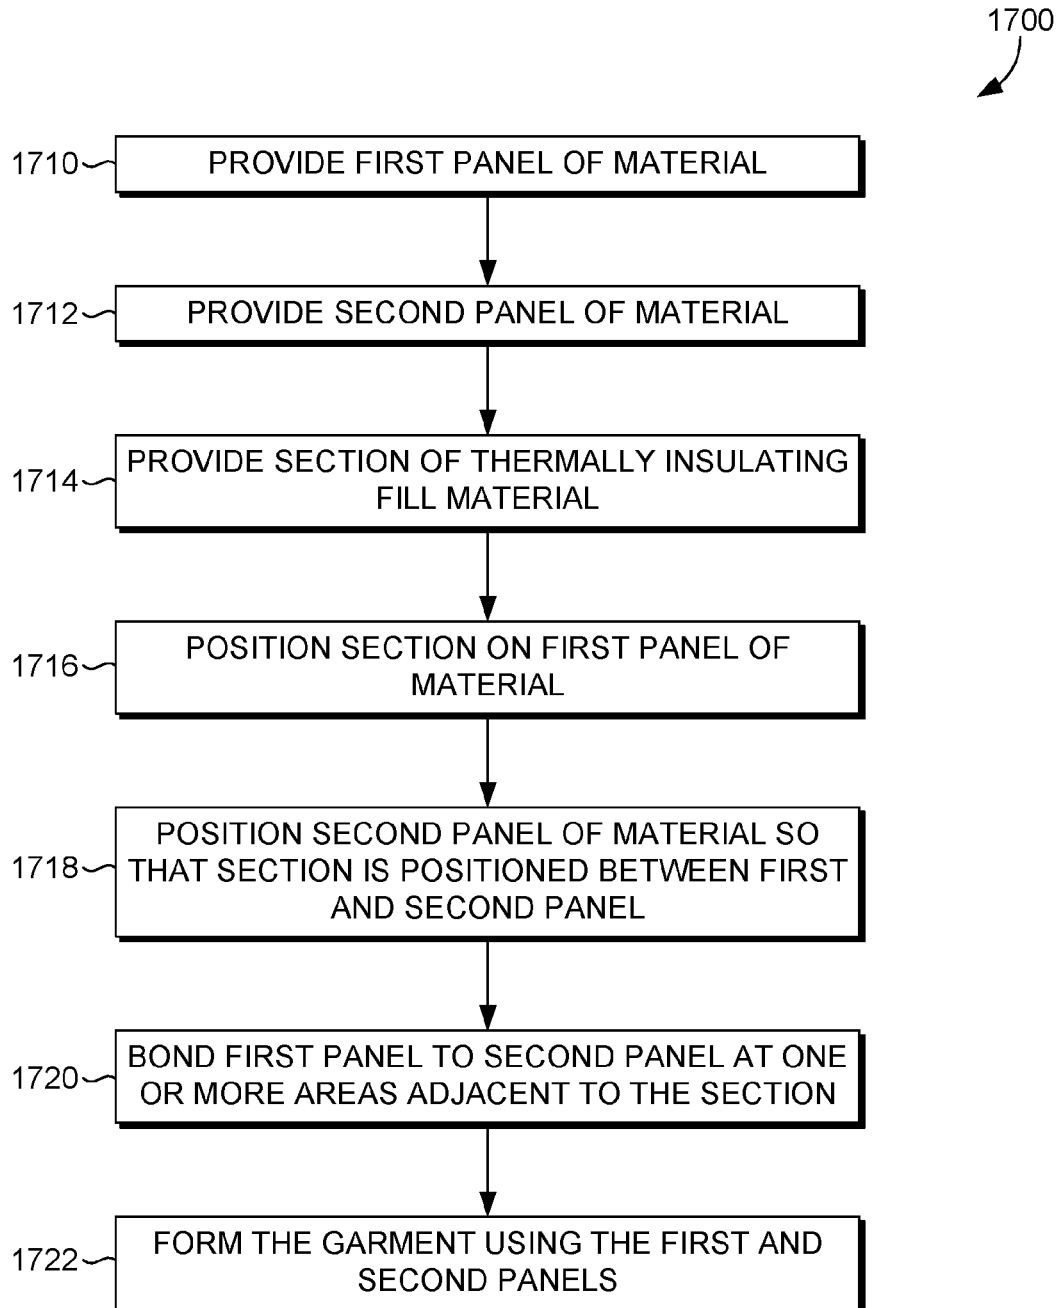 1700
1710
PROVIDE FIRST PANEL OF MATERIAL
1712
PROVIDE SECOND PANEL OF MATERIAL
1714
PROVIDE SECTION OF THERMALLY INSULATING
FILL MATERIAL
1716
POSITION SECTION ON FIRST PANEL OF
MATERIAL
1718
POSITION SECOND PANEL OF MATERIAL SO
THAT SECTION IS POSITIONED BETWEEN FIRST
AND SECOND PANEL
1720
BOND FIRST PANEL TO SECOND PANEL AT ONE
OR MORE AREAS ADJACENT TO THE SECTION
1722
FORM THE GARMENT USING THE FIRST AND
SECOND PANELS